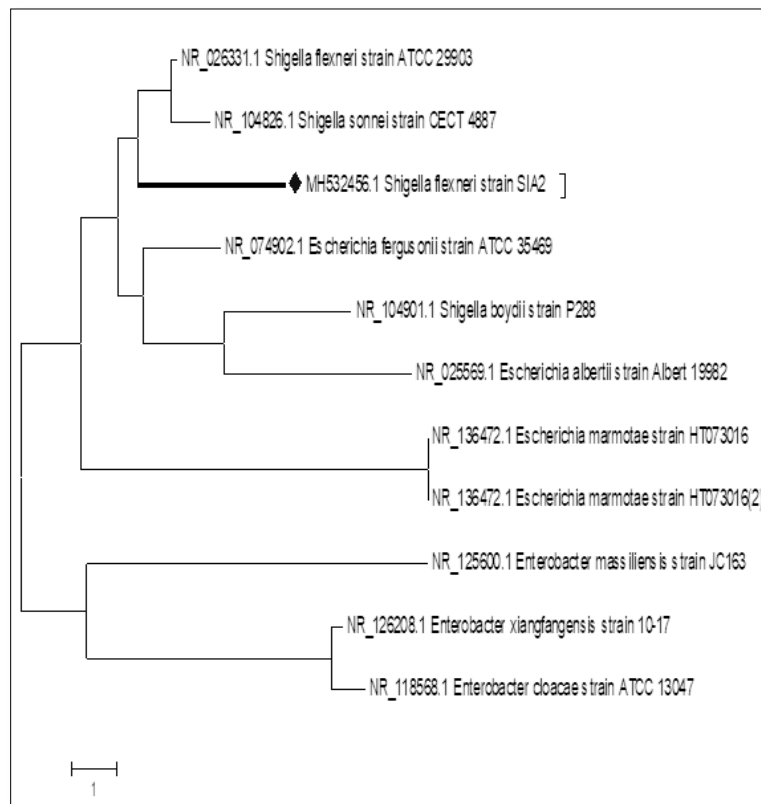 NR_026331.1 Shigella flexneri strain ATCC 29903
NR_104826.1 Shigella sonnei strain CECT 4887
MH532456.1 Shigella flexneri strain SIA2
NR_074902.1 Escherichia fergusonii strain ATCC 35469
NR_104901.1 Shigella boydii strain P288
NR_025569.1 Escherichia albertii strain Albert 19982
NR_136472.1 Escherichia marmotae strain HT073016
NR_136472.1 Escherichia marmotae strain HT073016(2)
NR_125600.1 Enterobacter massiliensis strain JC163
NR_126208.1 Enterobacter xiangfangensis strain 10-17
NR_118568.1 Enterobacter cloacae strain ATCC 13047
1